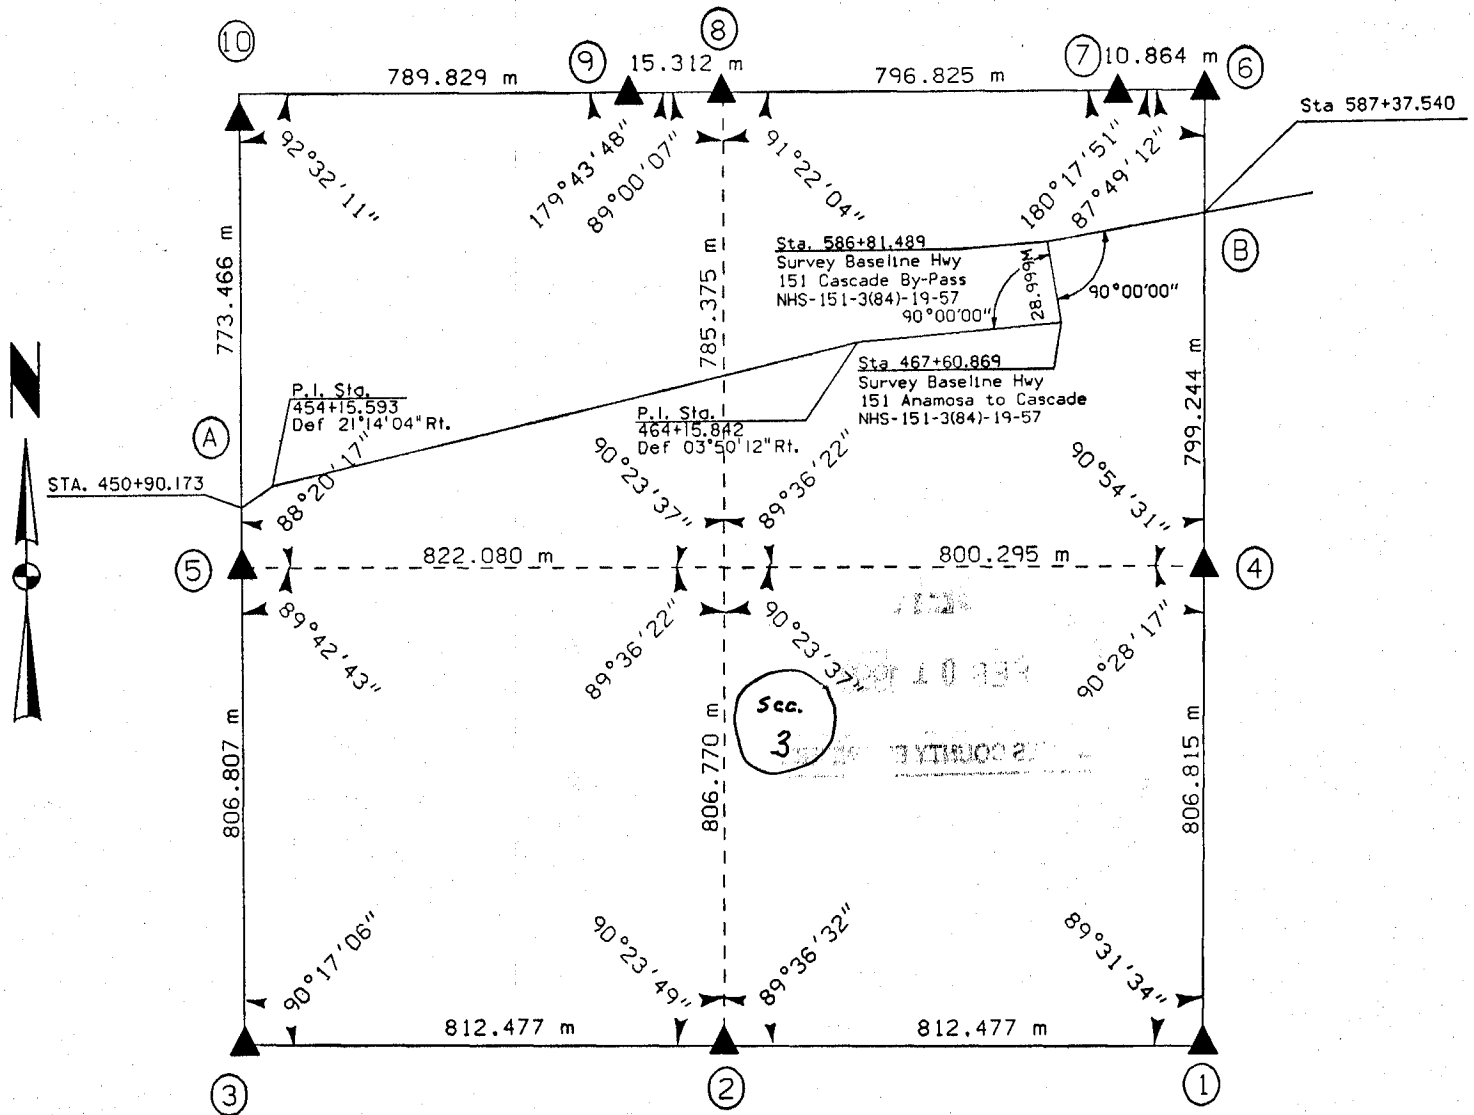 10
8
9
15.312 m
7
10.864 m
6
789.829 m
796.825 m
Sta 587+37.540
92°32'11"
179°43'48"
89°00'07"
91°22'04"
180°17'51"
87°49'12"
B
773.466 m
785.375 m
799.244 m
Sta. 586+81.489
Survey Baseline Hwy
151 Cascade By-Pass
NHS-151-3(84)-19-57
90°00'00"
28.999M
90°00'00"
N
P.I. Sta.
454+15.593
Def 21°14'04"Rt.
A
P.I. Sta.
464+15.842
Def 03°50'12"Rt.
Sta 467+60.869
Survey Baseline Hwy
151 Anamosa to Cascade
NHS-151-3(84)-19-57
STA. 450+90.173
88°20'17"
90°23'37"
89°36'22"
90°54'31"
5
822.080 m
800.295 m
4
89°42'43"
89°36'22"
90°23'37"
90°28'17"
Sec.
3
806.807 m
806.770 m
806.815 m
90°17'06"
90°23'49"
89°36'32"
89°31'34"
812.477 m
812.477 m
3
2
1